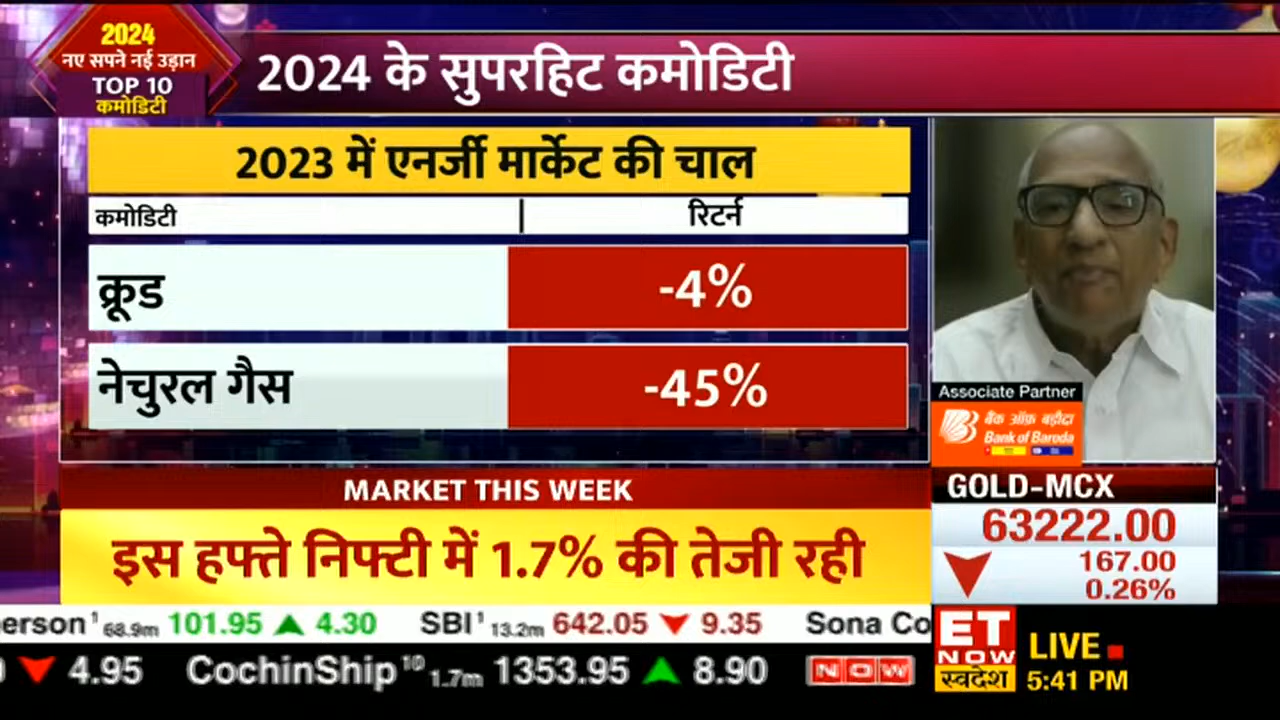 2024
नए सपने नई उड़ान
TOP 10
कमोडिटी
2024 के सुपरहिट कमोडिटी
2023 में एनर्जी मार्केट की चाल
कमोडिटी | रिटर्न
क्रूड -4%
नेचुरल गैस -45%
Associate Partner
बैंक ऑफ़ बड़ौदा
Bank of Baroda
MARKET THIS WEEK
इस हफ्ते निफ्टी में 1.7% की तेजी रही
GOLD-MCX
63222.00
▼ 167.00
0.26%
erson 1 68.9m 101.95 ▲ 4.30 SBI 1 13.2m 642.05 ▼ 9.35 Sona Co
▼ 4.95 CochinShip 10 1.7m 1353.95 ▲ 8.90 NOW
ET
NOW
स्वदेश
LIVE
5:41 PM